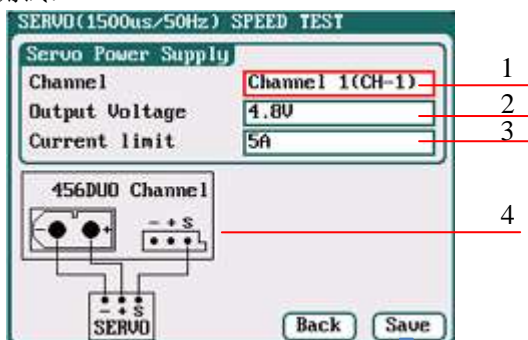 SERVO(1500us/50Hz) SPEED TEST
Servo Power Supply
Channel Channel 1(CH-1) 1
Output Voltage 4.8V 2
Current limit 5A 3
456DUO Channel
- + S
- +
4
- + S
SERVO
Back Save